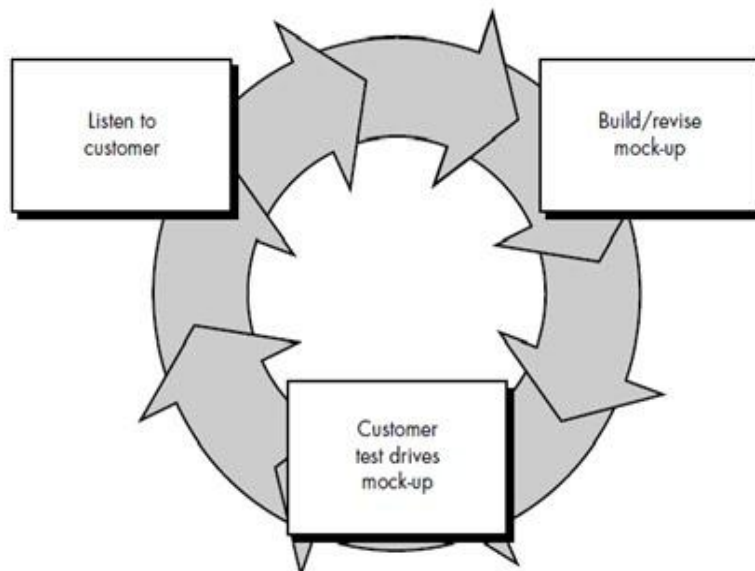 Listen to
customer
Build/revise
mock-up
Customer
test drives
mock-up